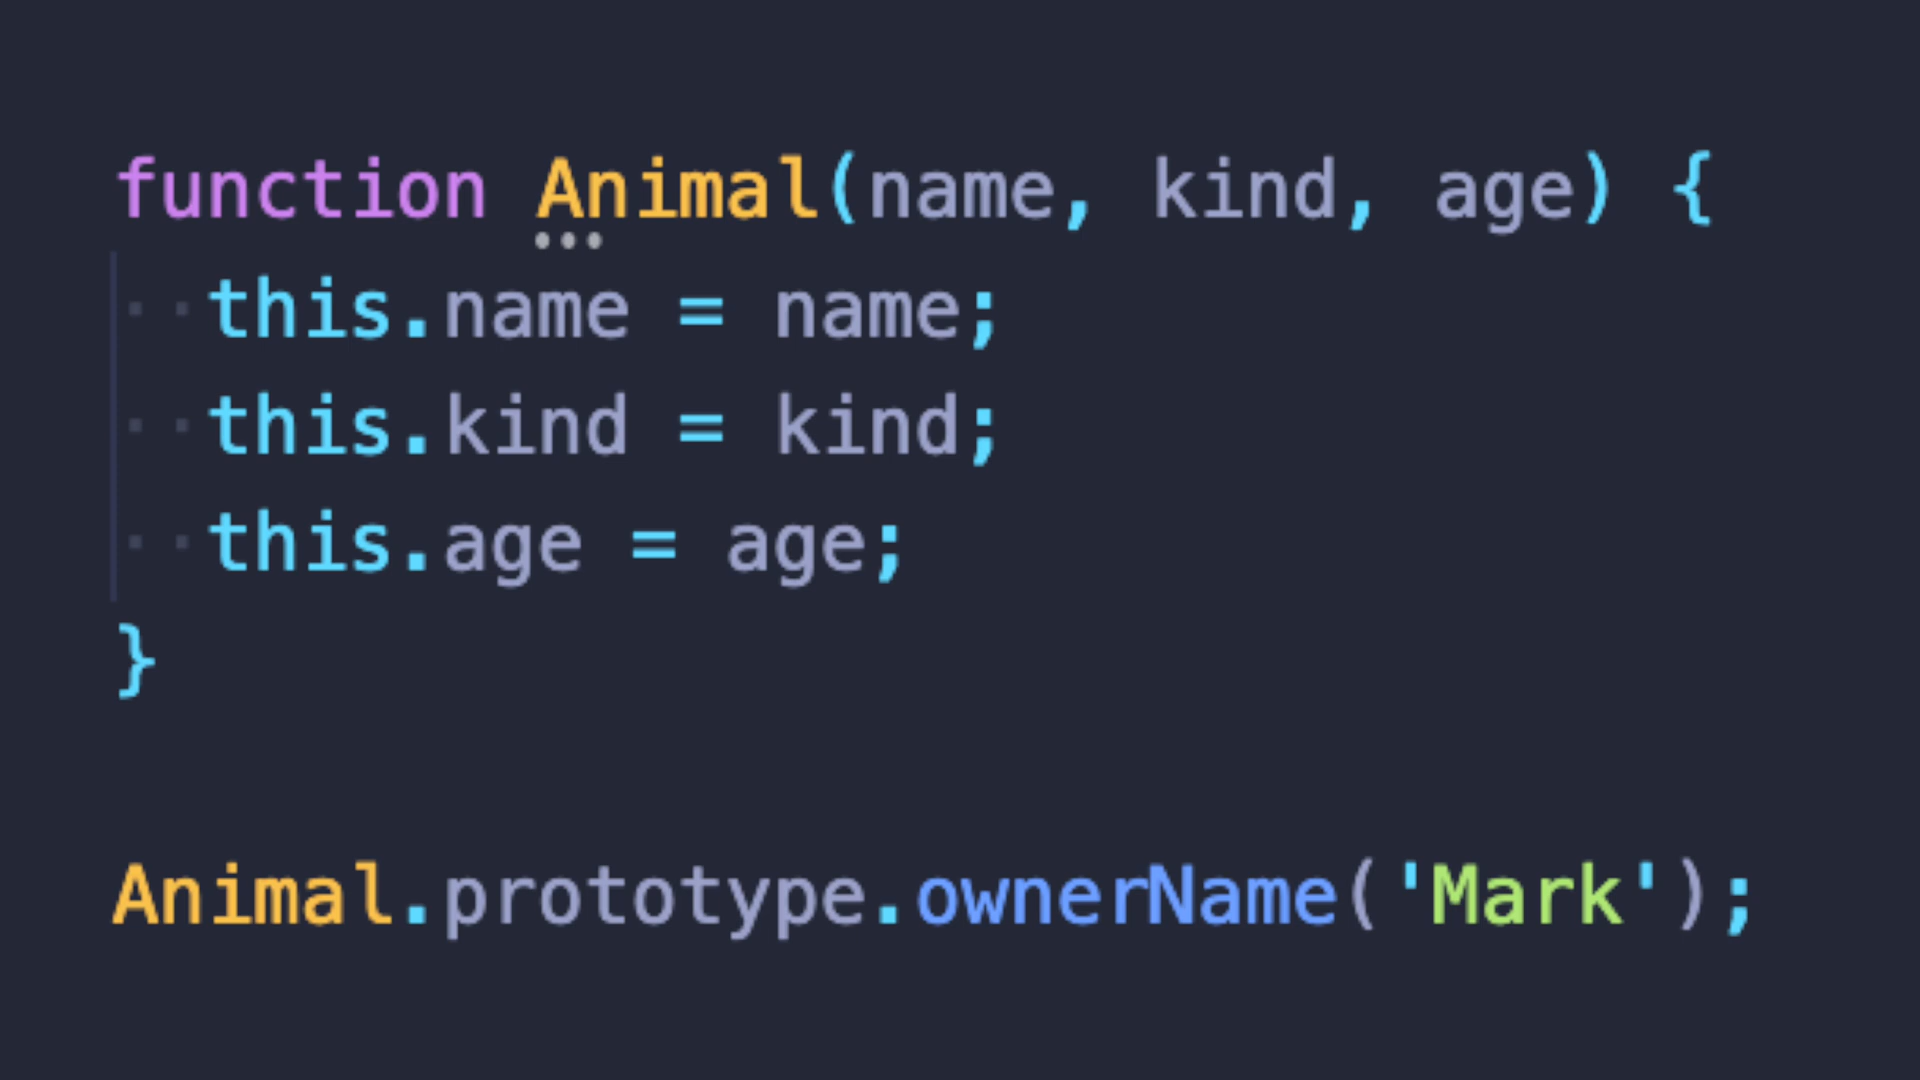 function Animal(name, kind, age) {
  this.name = name;
  this.kind = kind;
  this.age = age;
}
Animal.prototype.ownerName('Mark');